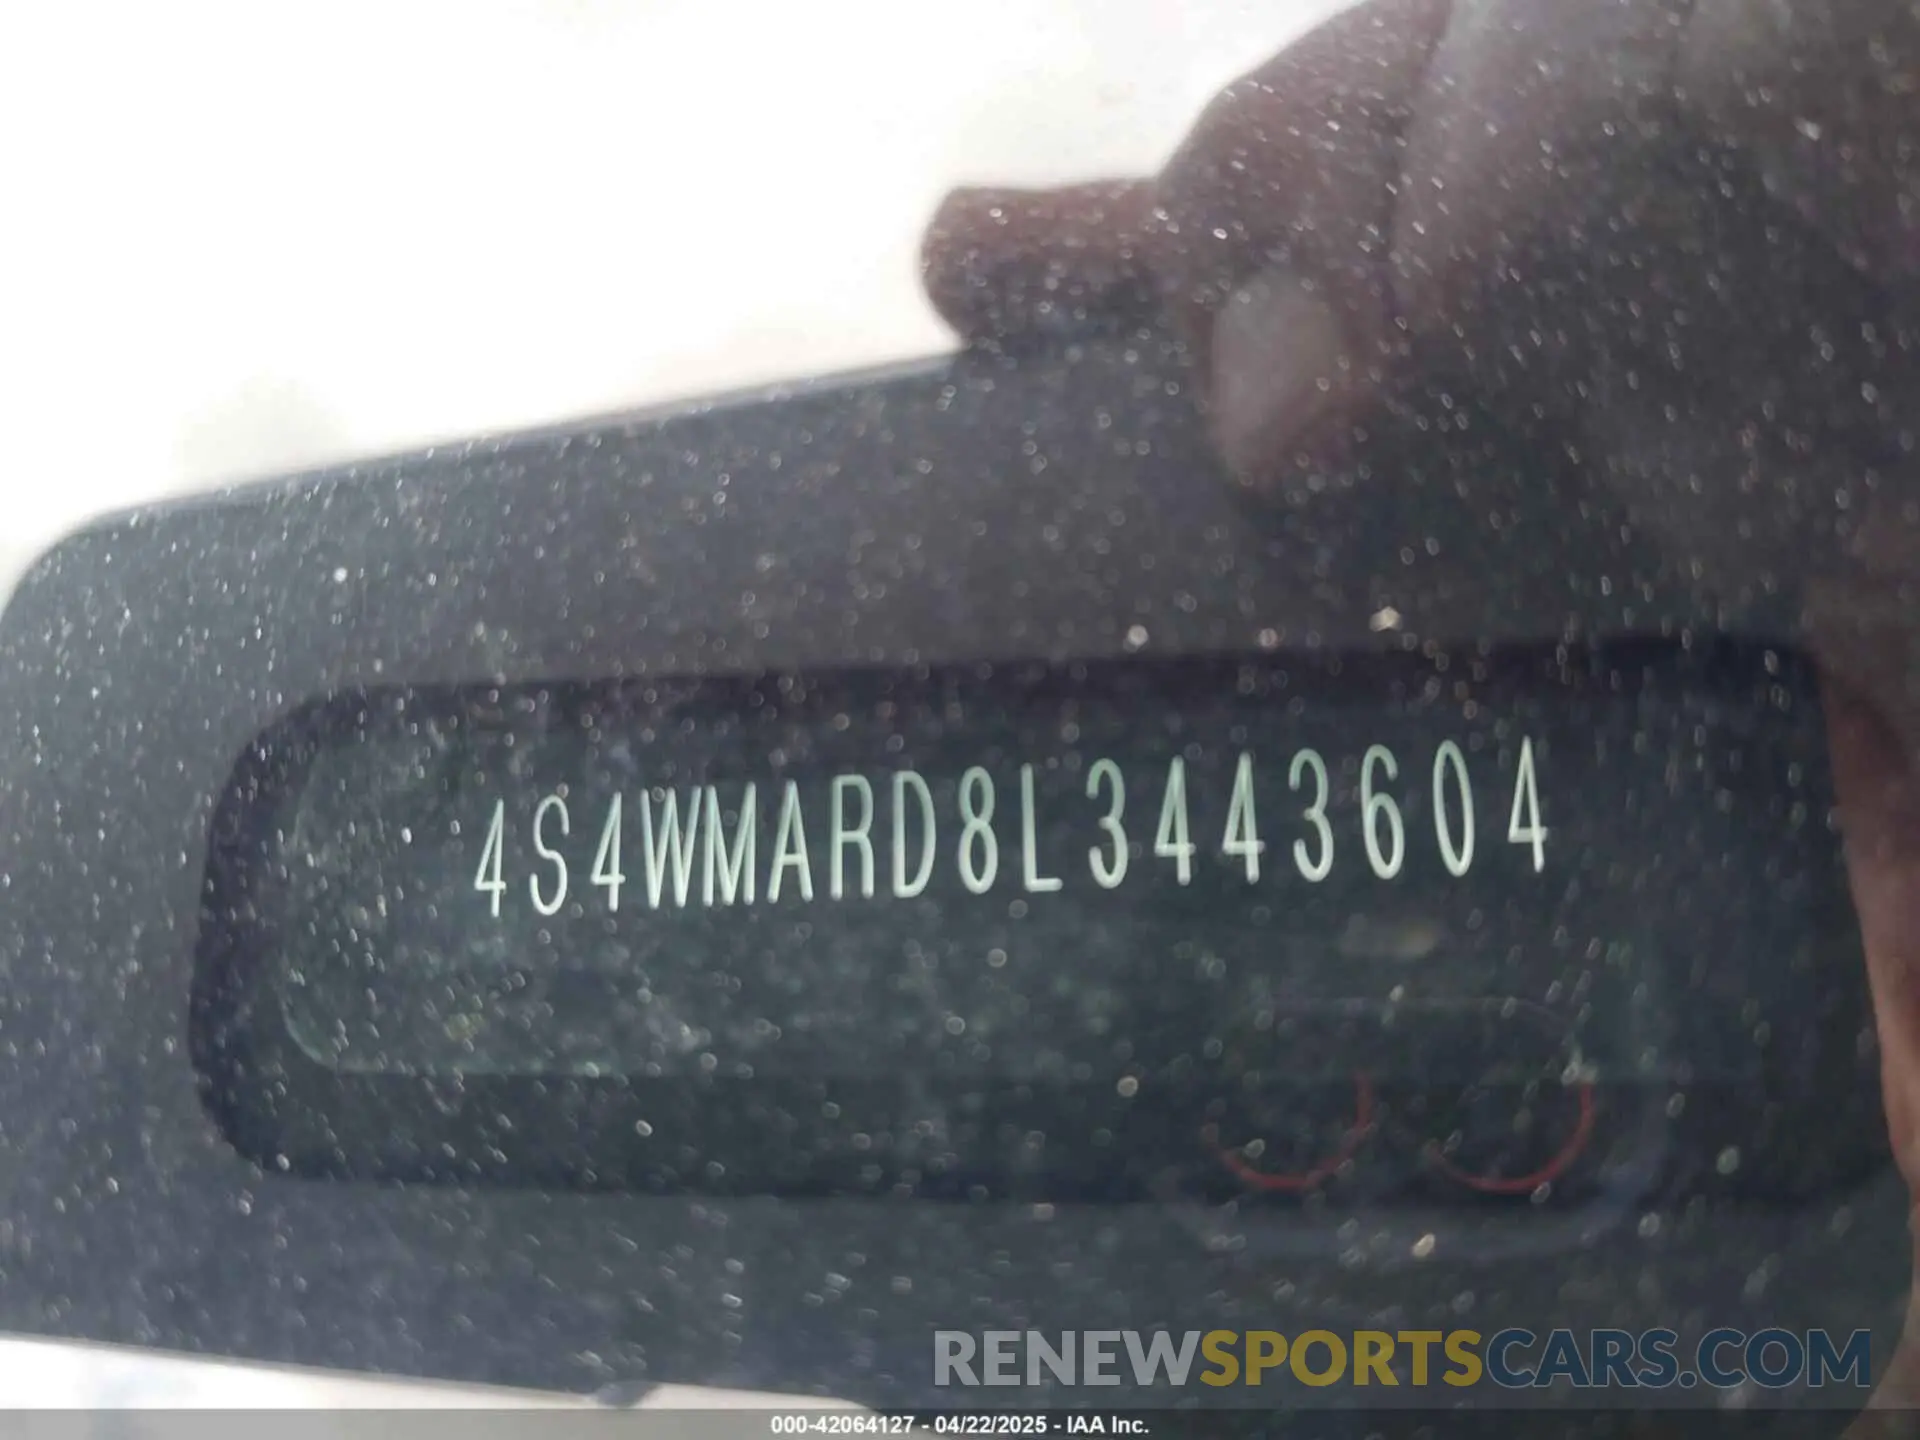 4S4WMARD8L3443604
RENEWSPORTSCARS.COM
000-42064127 - 04/22/2025 - IAA Inc.